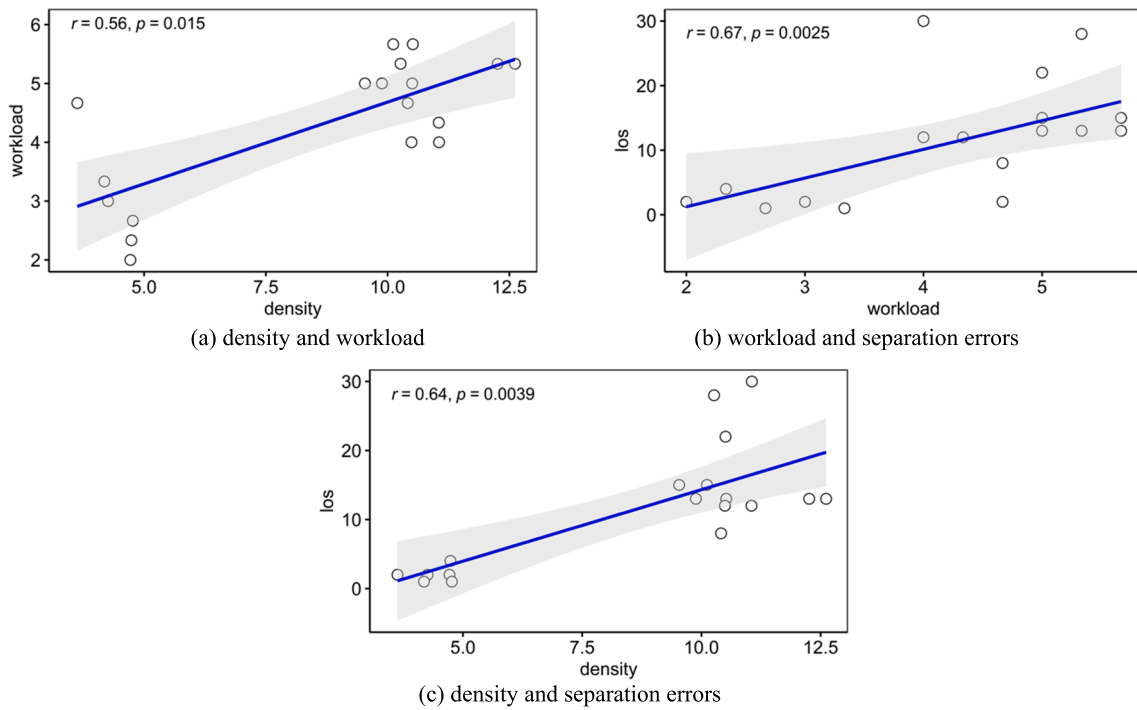 r = 0.56, p = 0.015
workload
6
5
4
3
2
5.0 7.5 10.0 12.5
density
(a) density and workload
r = 0.67, p = 0.0025
los
30
20
10
0
2 3 4 5
workload
(b) workload and separation errors
r = 0.64, p = 0.0039
los
30
20
10
0
5.0 7.5 10.0 12.5
density
(c) density and separation errors